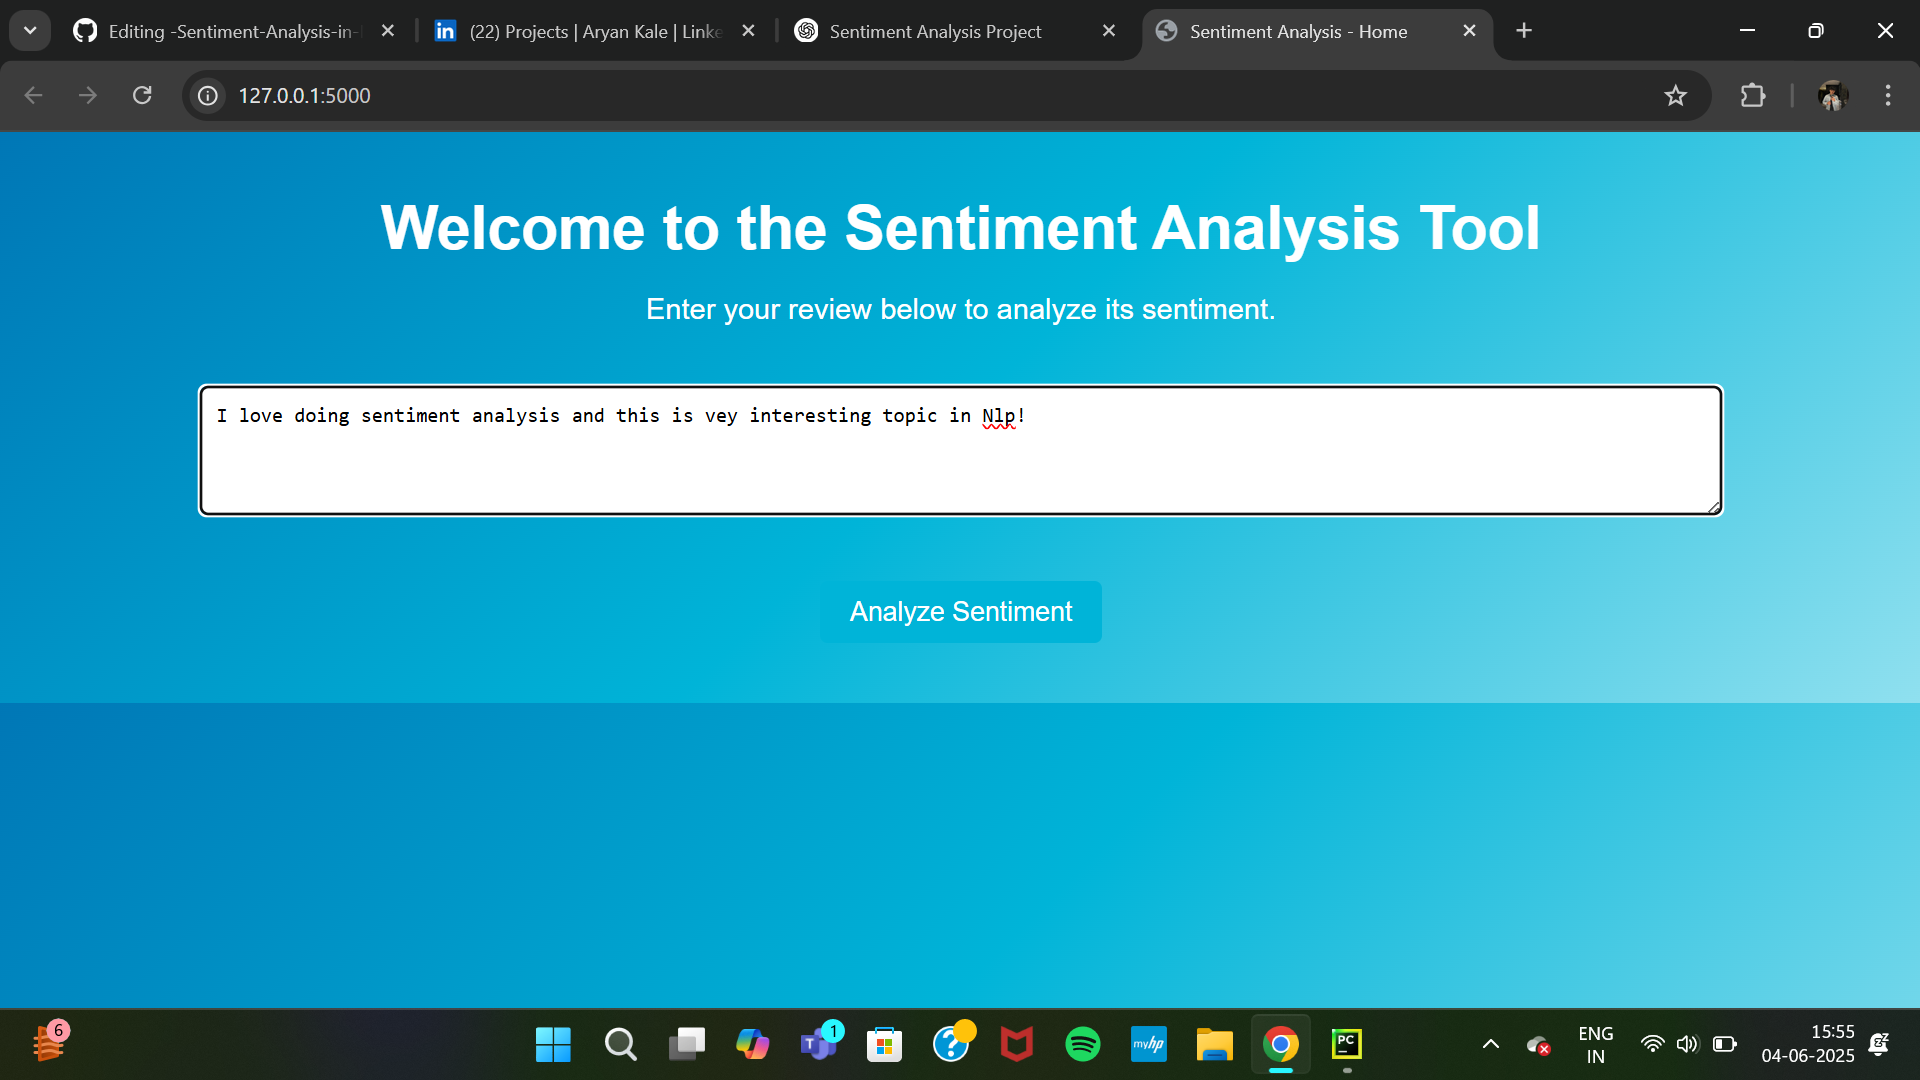 Editing -Sentiment-Analysis-in-
(22) Projects | Aryan Kale | Linke
Sentiment Analysis Project
Sentiment Analysis - Home
127.0.0.1:5000
Welcome to the Sentiment Analysis Tool
Enter your review below to analyze its sentiment.
I love doing sentiment analysis and this is vey interesting topic in Nlp!
Analyze Sentiment
6
1
myhp
PC
ENG
IN
15:55
04-06-2025